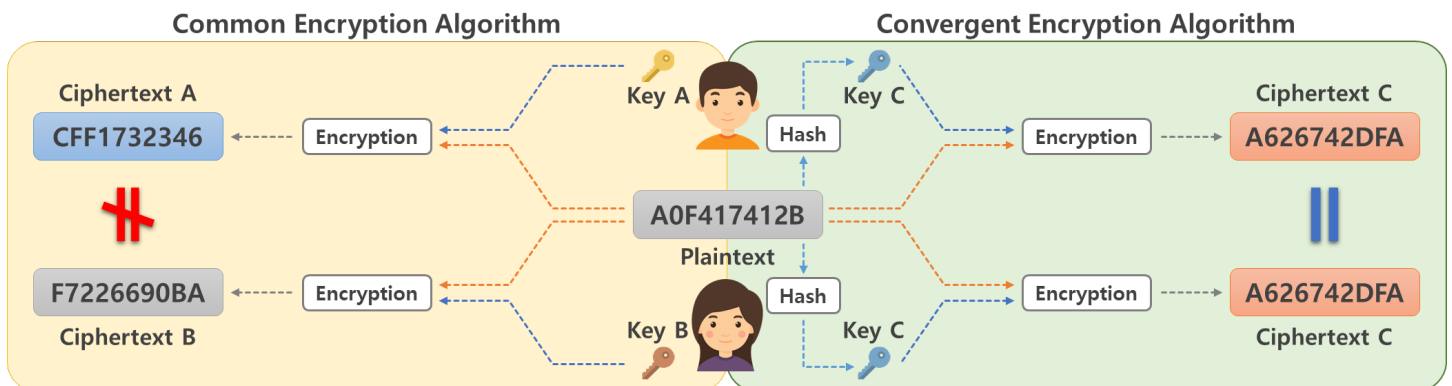 Common Encryption Algorithm
Convergent Encryption Algorithm
Ciphertext A
CFF1732346
Encryption
Key A
Key C
Hash
Encryption
Ciphertext C
A626742DFA
A0F417412B
Plaintext
F7226690BA
Ciphertext B
Encryption
Key B
Hash
Key C
Encryption
A626742DFA
Ciphertext C